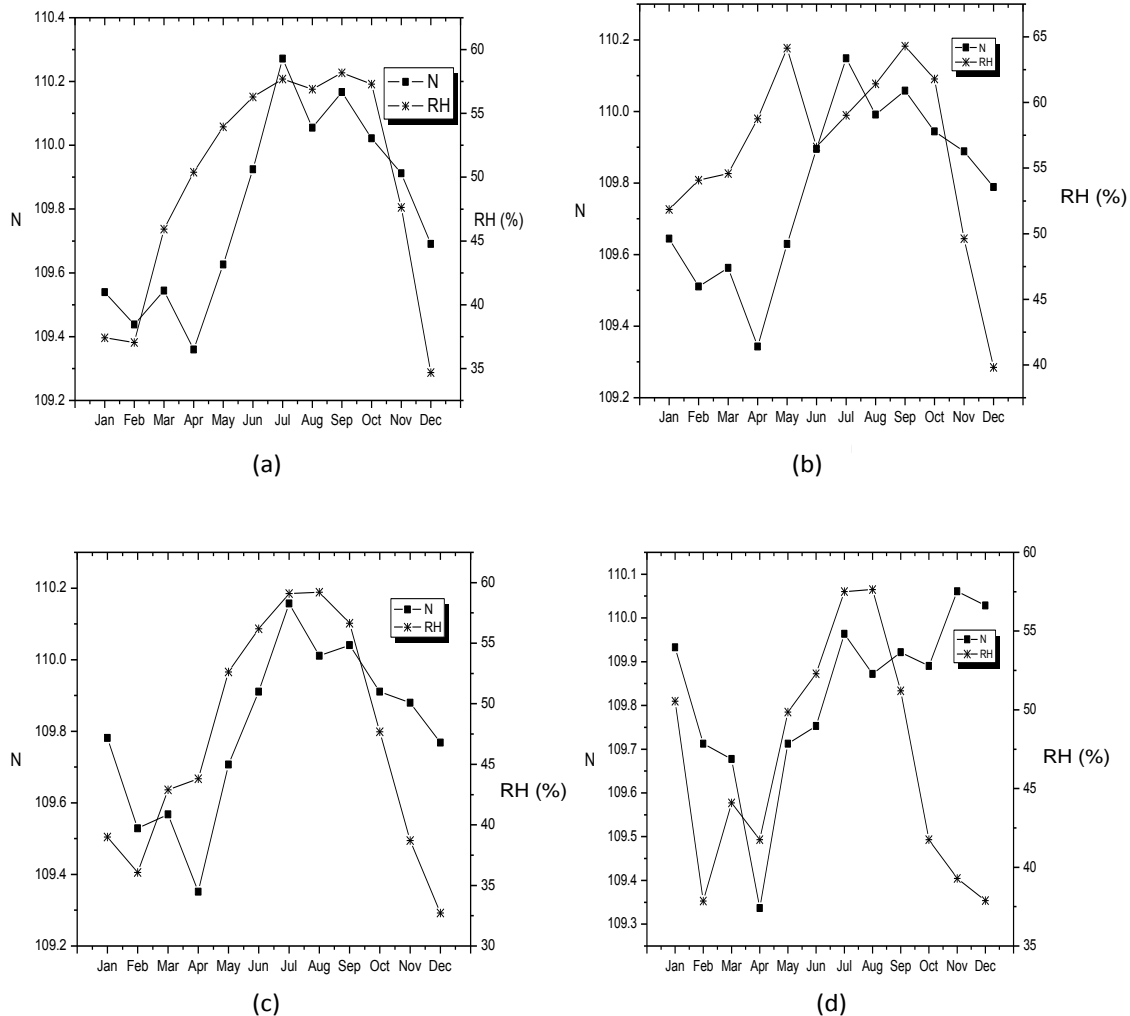 110.4
110.2
110.0
109.8
109.6
109.4
109.2
N
60
55
50
45
40
35
RH (%)
N
RH
Jan Feb Mar Apr May Jun Jul Aug Sep Oct Nov Dec
(a)
110.2
110.0
109.8
109.6
109.4
109.2
N
65
60
55
50
45
40
RH (%)
N
RH
Jan Feb Mar Apr May Jun Jul Aug Sep Oct Nov Dec
(b)
110.2
110.0
109.8
109.6
109.4
109.2
N
60
55
50
45
40
35
30
RH (%)
N
RH
Jan Feb Mar Apr May Jun Jul Aug Sep Oct Nov Dec
(c)
110.1
110.0
109.9
109.8
109.7
109.6
109.5
109.4
109.3
N
60
55
50
45
40
35
RH (%)
N
RH
Jan Feb Mar Apr May Jun Jul Aug Sep Oct Nov Dec
(d)